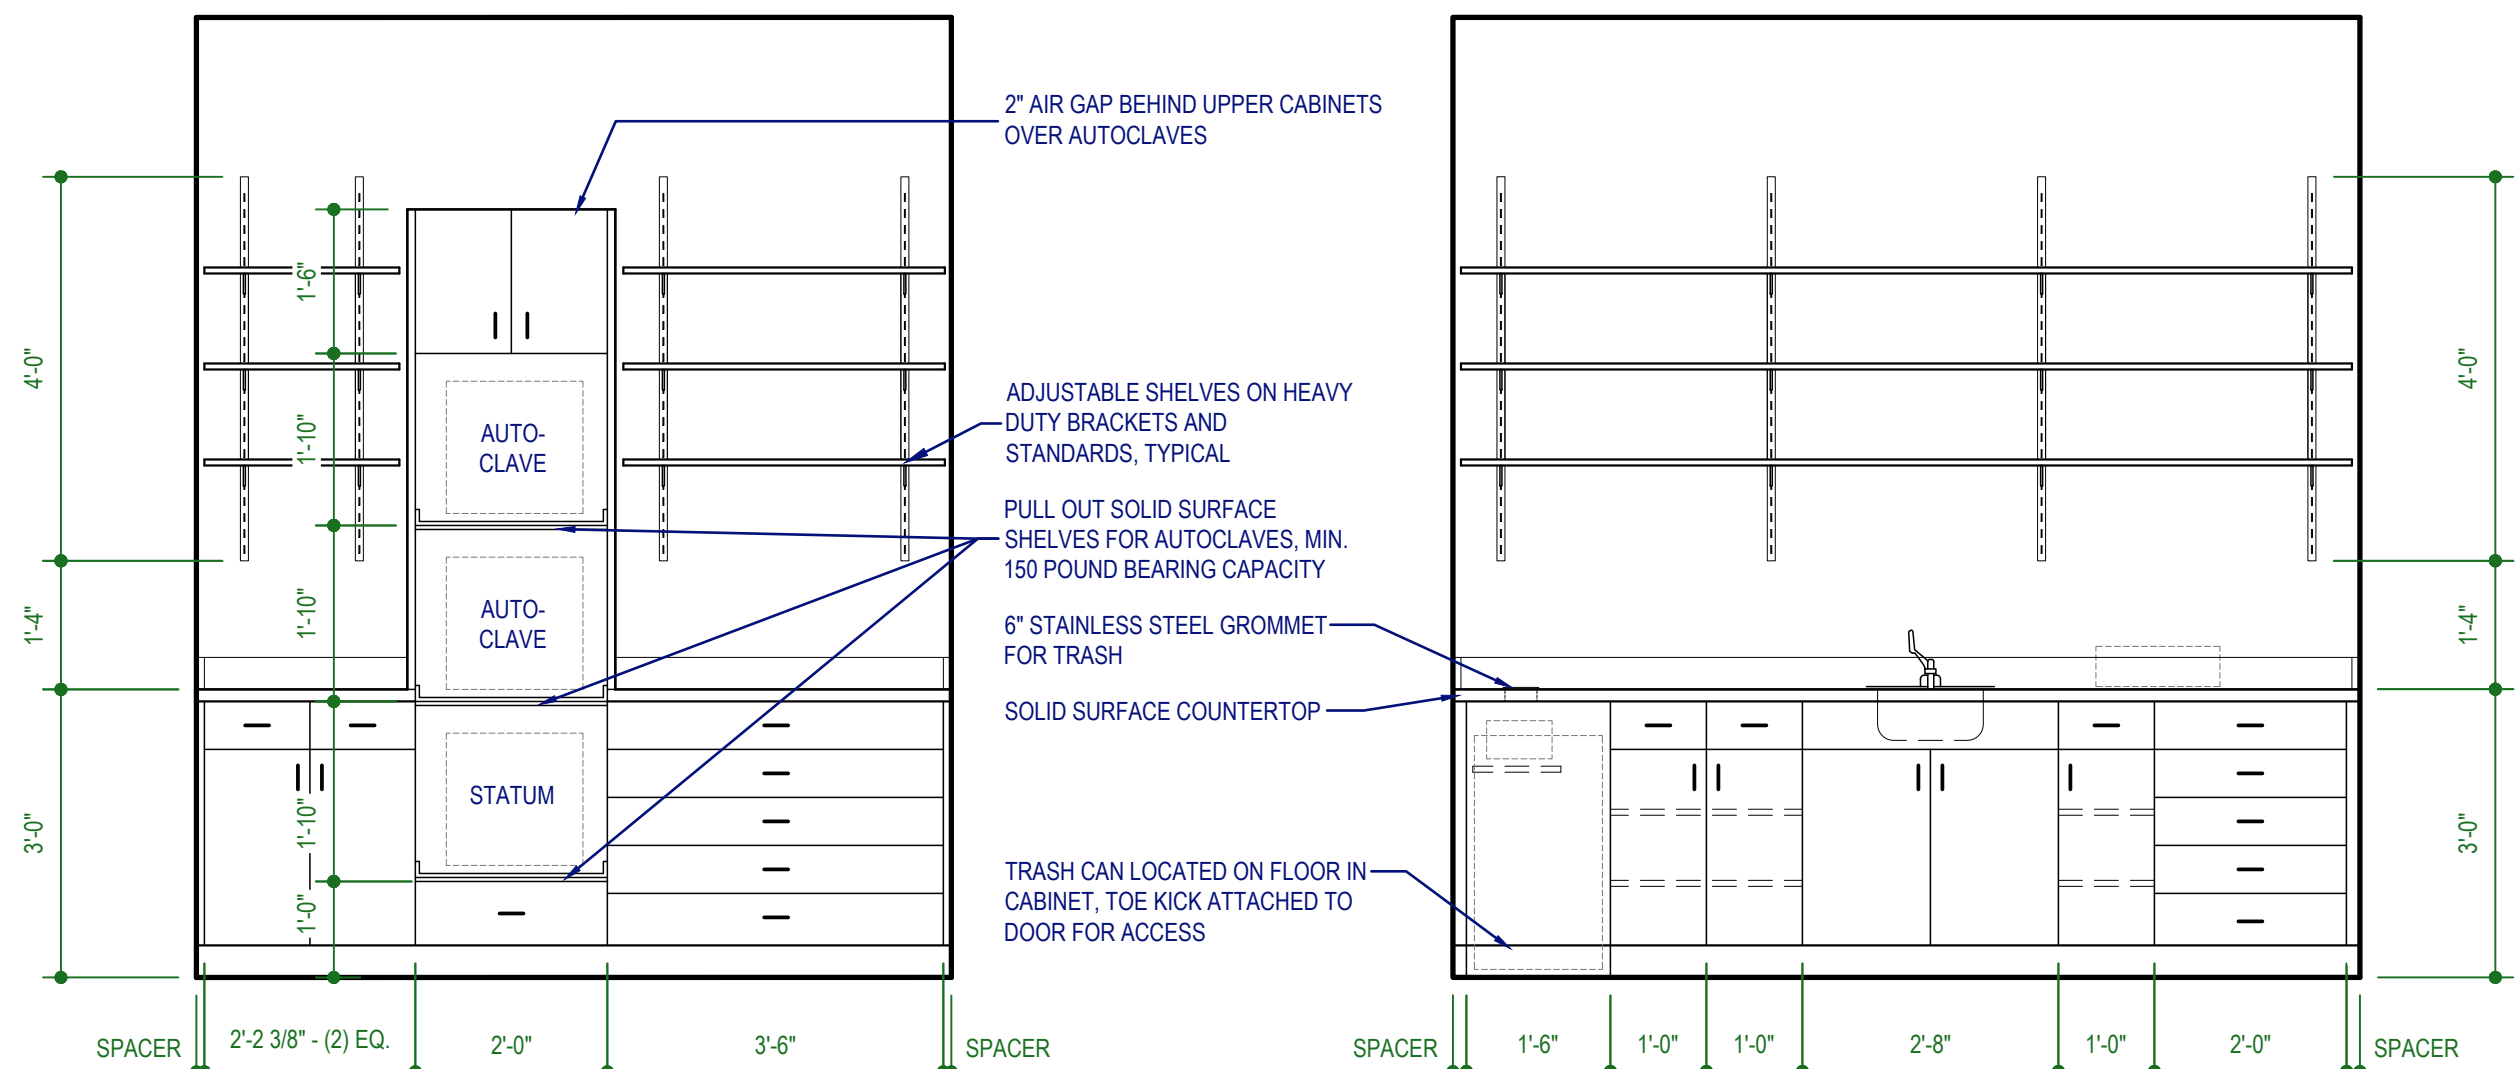 2" AIR GAP BEHIND UPPER CABINETS
OVER AUTOCLAVES
ADJUSTABLE SHELVES ON HEAVY
DUTY BRACKETS AND
STANDARDS, TYPICAL
PULL OUT SOLID SURFACE
SHELVES FOR AUTOCLAVES, MIN.
150 POUND BEARING CAPACITY
6" STAINLESS STEEL GROMMET
FOR TRASH
SOLID SURFACE COUNTERTOP
TRASH CAN LOCATED ON FLOOR IN
CABINET, TOE KICK ATTACHED TO
DOOR FOR ACCESS
4'-0"
1'-4"
3'-0"
1'-6"
1'-10"
1'-10"
1'-10"
1'-0"
AUTO-
CLAVE
AUTO-
CLAVE
STATUM
SPACER
2'-2 3/8" - (2) EQ.
2'-0"
3'-6"
SPACER
4'-0"
1'-4"
3'-0"
SPACER
1'-6"
1'-0"
1'-0"
2'-8"
1'-0"
2'-0"
SPACER